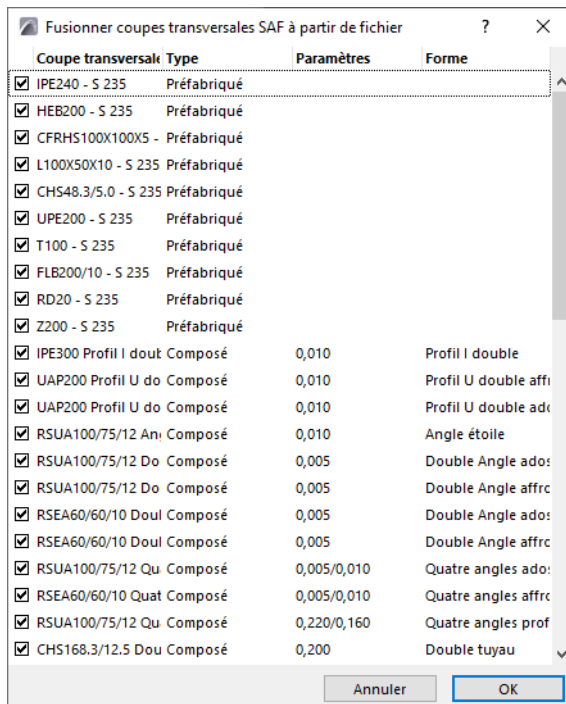 Fusionner coupes transversales SAF à partir de fichier ? ×
Coupe transversale Type Paramètres Forme
IPE240 - S 235 Préfabriqué
HEB200 - S 235 Préfabriqué
CFRHS100X100X5 - Préfabriqué
L100X50X10 - S 235 Préfabriqué
CHS48.3/5.0 - S 235 Préfabriqué
UPE200 - S 235 Préfabriqué
T100 - S 235 Préfabriqué
FLB200/10 - S 235 Préfabriqué
RD20 - S 235 Préfabriqué
Z200 - S 235 Préfabriqué
IPE300 Profil I doub Composé 0,010 Profil I double
UAP200 Profil U do Composé 0,010 Profil U double affr
UAP200 Profil U do Composé 0,010 Profil U double ado
RSUA100/75/12 Ang Composé 0,010 Angle étoile
RSUA100/75/12 Do Composé 0,005 Double Angle ados
RSUA100/75/12 Do Composé 0,005 Double Angle affro
RSEA60/60/10 Doul Composé 0,005 Double Angle ados
RSEA60/60/10 Doul Composé 0,005 Double Angle affro
RSUA100/75/12 Qu Composé 0,005/0,010 Quatre angles ados
RSEA60/60/10 Quat Composé 0,005/0,010 Quatre angles affro
RSUA100/75/12 Qu Composé 0,220/0,160 Quatre angles prof
CHS168.3/12.5 Dou Composé 0,200 Double tuyau
Annuler OK